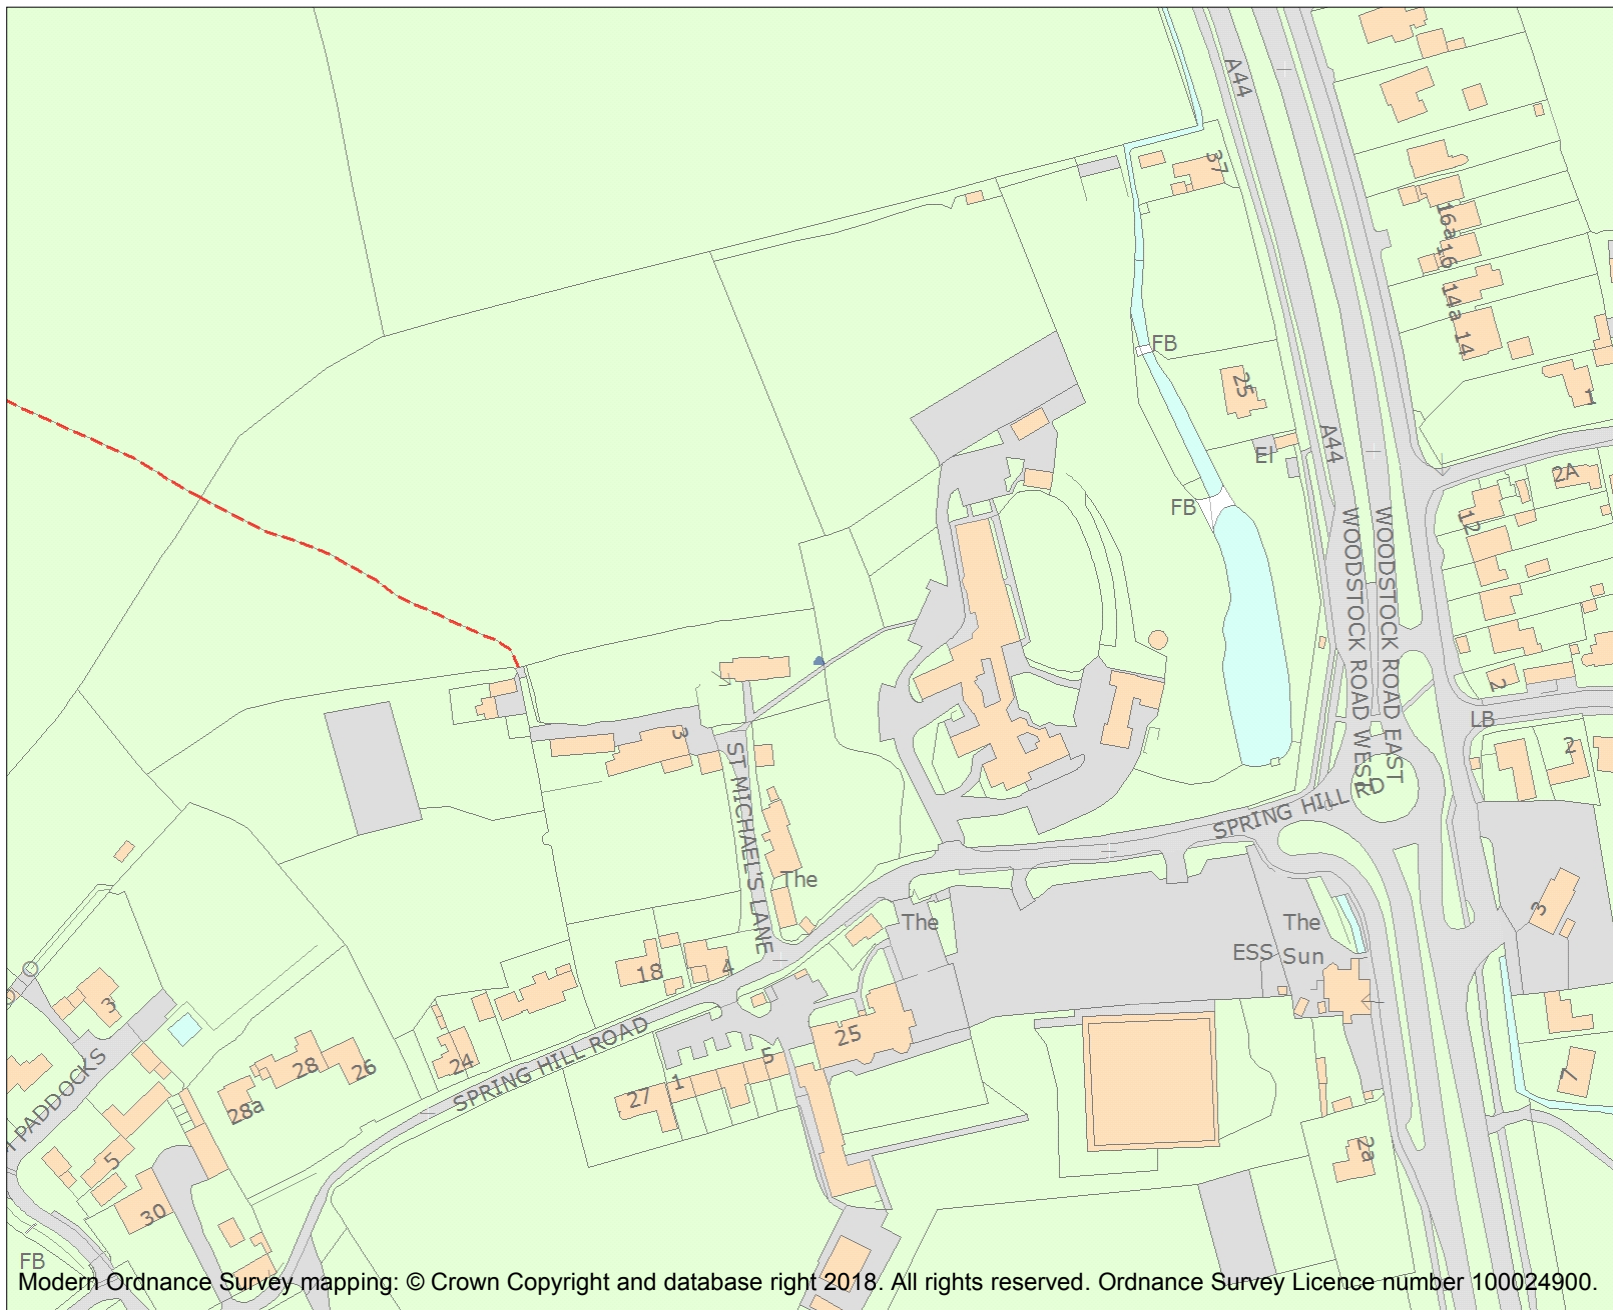 A44
37
16a
16
14a
14
FB
25
1
A44
EI
2A
FB
12
WOODSTOCK ROAD WEST
WOODSTOCK ROAD EAST
2
LB
3
2
ST MICHAEL'S LANE
SPRING HILL RD
The
The
The
3
ESS
Sun
18
4
3
25
5
28
26
24
SPRING HILL ROAD
27
1
28a
7
PADDOCKS
5
2a
30
FB
Modern Ordnance Survey mapping: © Crown Copyright and database right 2018. All rights reserved. Ordnance Survey Licence number 100024900.